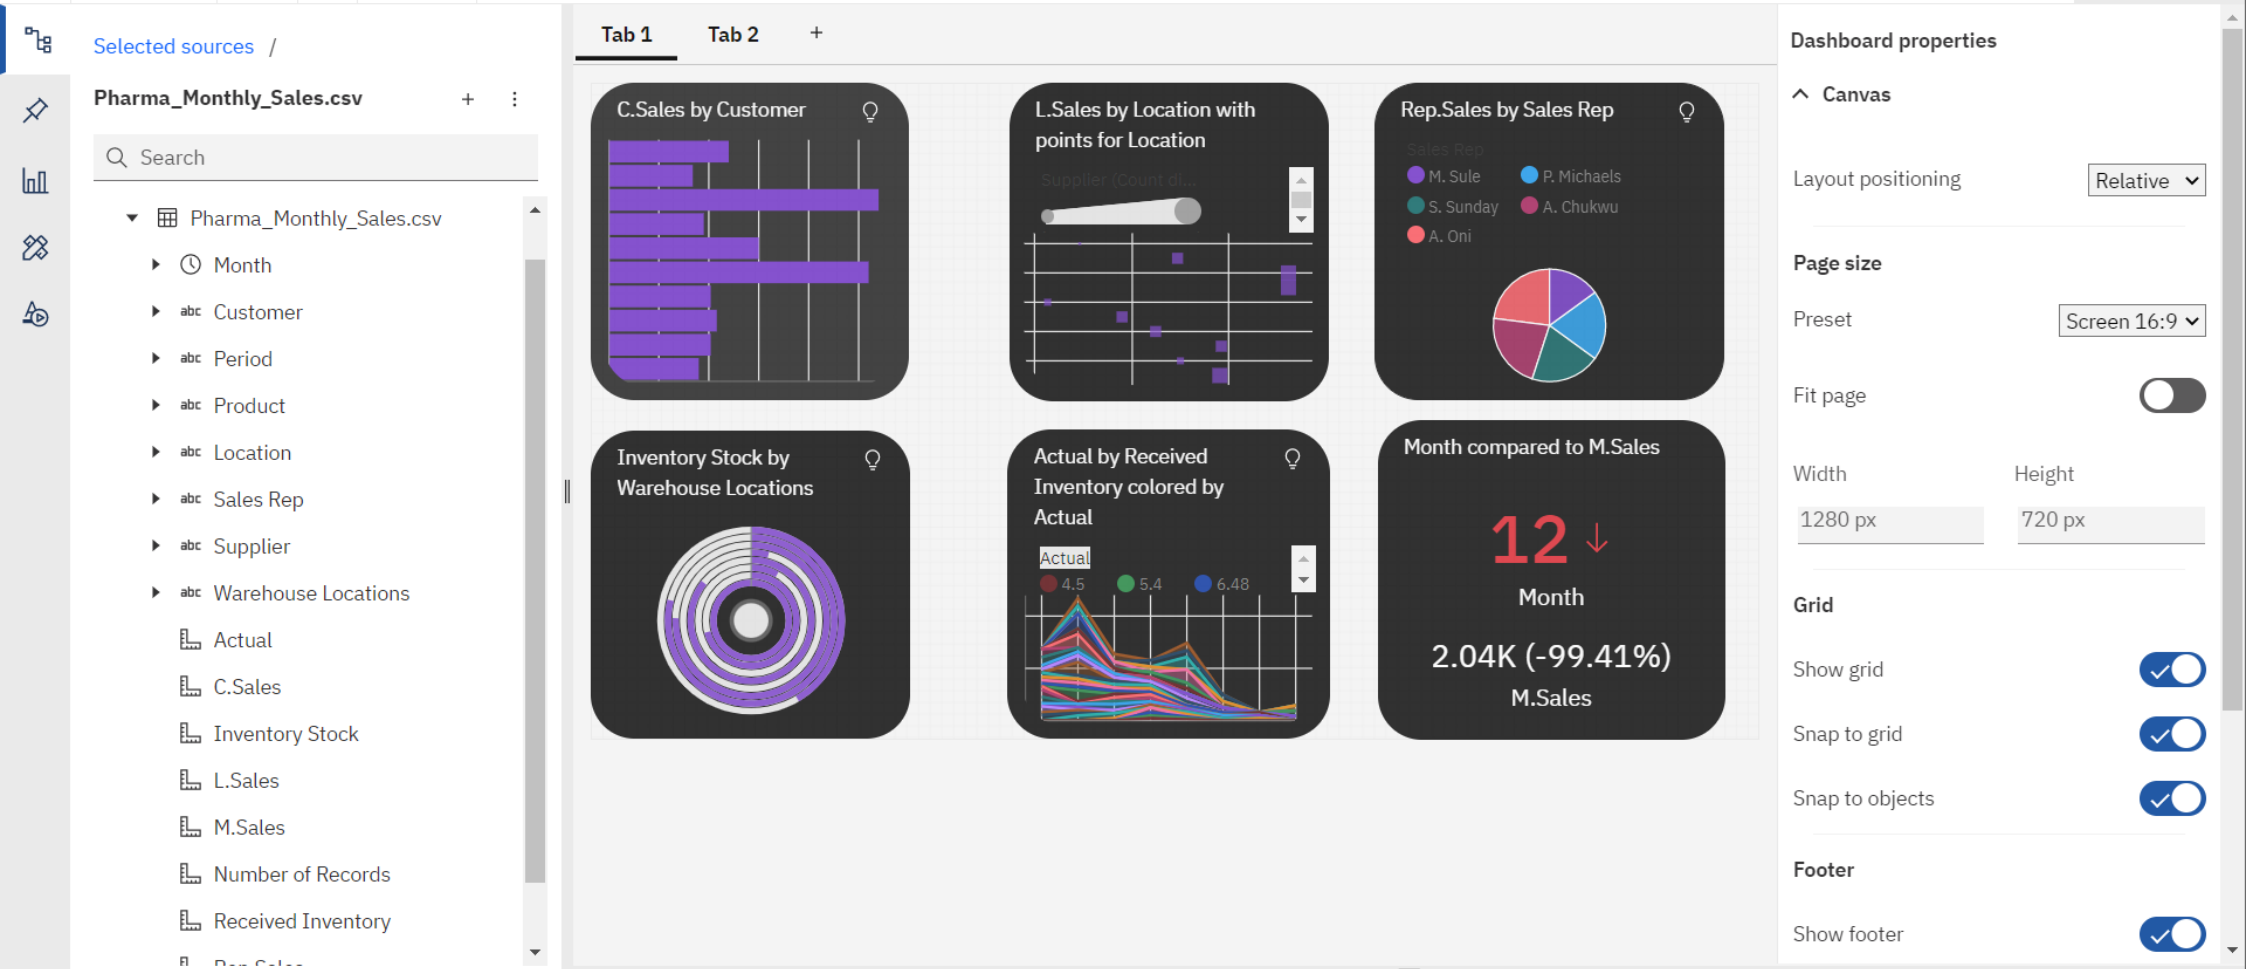 Selected sources /
Pharma_Monthly_Sales.csv
Search
Pharma_Monthly_Sales.csv
Month
abc Customer
abc Period
abc Product
abc Location
abc Sales Rep
abc Supplier
abc Warehouse Locations
Actual
C.Sales
Inventory Stock
L.Sales
M.Sales
Number of Records
Received Inventory
Tab 1
Tab 2
+
C.Sales by Customer
L.Sales by Location with
points for Location
Supplier (Count di...
Rep.Sales by Sales Rep
Sales Rep
M. Sule
P. Michaels
S. Sunday
A. Chukwu
A. Oni
Inventory Stock by
Warehouse Locations
Actual by Received
Inventory colored by
Actual
Actual
4.5 5.4 6.48
Month compared to M.Sales
12
Month
2.04K (-99.41%)
M.Sales
Dashboard properties
Canvas
Layout positioning
Relative
Page size
Preset
Screen 16:9
Fit page
Width
Height
1280 px
720 px
Grid
Show grid
Snap to grid
Snap to objects
Footer
Show footer